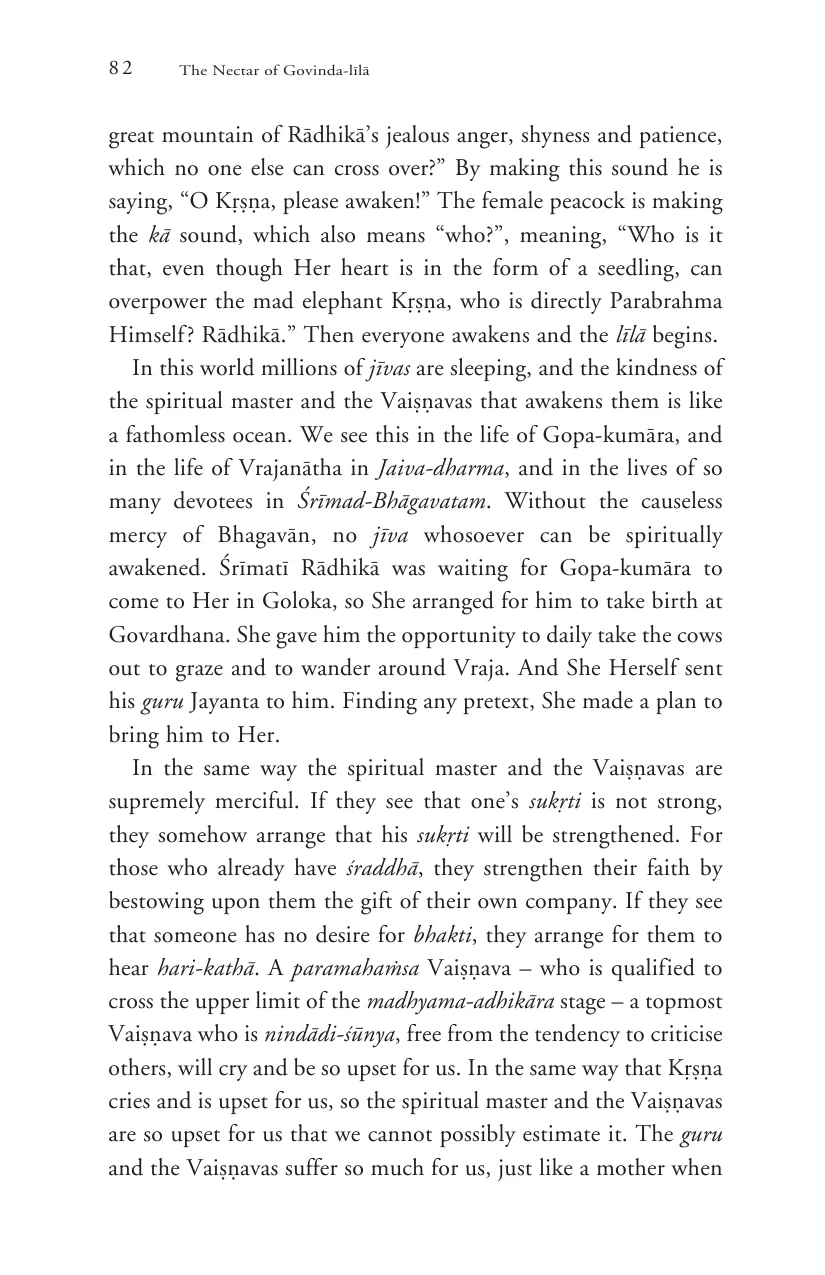 82 The Nectar of Govinda-līlā
great mountain of Rādhikā’s jealous anger, shyness and patience,
which no one else can cross over?” By making this sound he is
saying, “O Kṛṣṇa, please awaken!” The female peacock is making
the kā sound, which also means “who?”, meaning, “Who is it
that, even though Her heart is in the form of a seedling, can
overpower the mad elephant Kṛṣṇa, who is directly Parabrahma
Himself? Rādhikā.” Then everyone awakens and the līlā begins.
In this world millions of jīvas are sleeping, and the kindness of
the spiritual master and the Vaiṣṇavas that awakens them is like
a fathomless ocean. We see this in the life of Gopa-kumāra, and
in the life of Vrajanātha in Jaiva-dharma, and in the lives of so
many devotees in Śrīmad-Bhāgavatam. Without the causeless
mercy of Bhagavān, no jīva whosoever can be spiritually
awakened. Śrīmatī Rādhikā was waiting for Gopa-kumāra to
come to Her in Goloka, so She arranged for him to take birth at
Govardhana. She gave him the opportunity to daily take the cows
out to graze and to wander around Vraja. And She Herself sent
his guru Jayanta to him. Finding any pretext, She made a plan to
bring him to Her.
In the same way the spiritual master and the Vaiṣṇavas are
supremely merciful. If they see that one’s sukṛti is not strong,
they somehow arrange that his sukṛti will be strengthened. For
those who already have śraddhā, they strengthen their faith by
bestowing upon them the gift of their own company. If they see
that someone has no desire for bhakti, they arrange for them to
hear hari-kathā. A paramahaṁsa Vaiṣṇava – who is qualified to
cross the upper limit of the madhyama-adhikāra stage – a topmost
Vaiṣṇava who is nindādi-śūnya, free from the tendency to criticise
others, will cry and be so upset for us. In the same way that Kṛṣṇa
cries and is upset for us, so the spiritual master and the Vaiṣṇavas
are so upset for us that we cannot possibly estimate it. The guru
and the Vaiṣṇavas suffer so much for us, just like a mother when